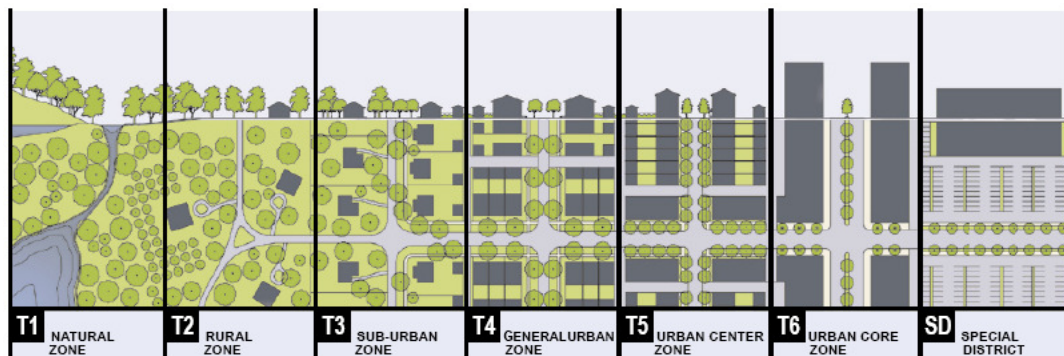 T1 NATURAL
ZONE
T2 RURAL
ZONE
T3 SUB-URBAN
ZONE
T4 GENERALURBAN
ZONE
T5 URBAN CENTER
ZONE
T6 URBAN CORE
ZONE
SD SPECIAL
DISTRICT